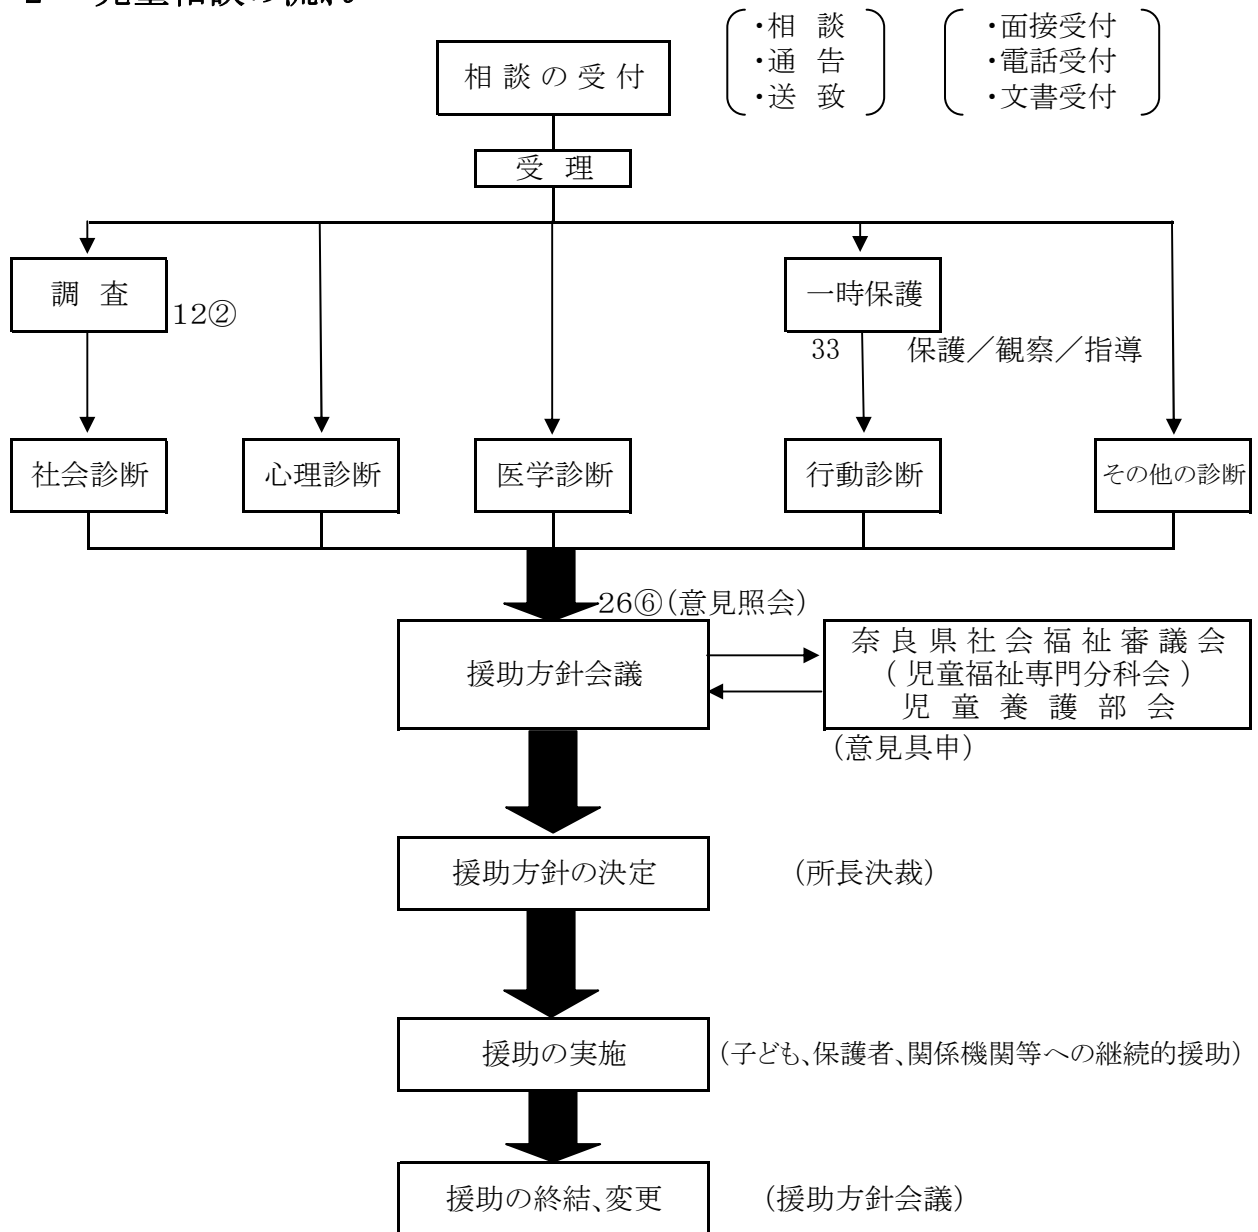 ・相 談
・通 告
・送 致
・面接受付
・電話受付
・文書受付
相 談 の 受 付
受 理
調 査
12②
一時保護
33
保護／観察／指導
社会診断
心理診断
医学診断
行動診断
その他の診断
26⑥(意見照会)
援助方針会議
奈 良 県 社 会 福 祉 審 議 会
( 児童福祉専門分科会 )
児 童 養 護 部 会
(意見具申)
援助方針の決定
(所長決裁)
援助の実施
(子ども、保護者、関係機関等への継続的援助)
援助の終結、変更
(援助方針会議)